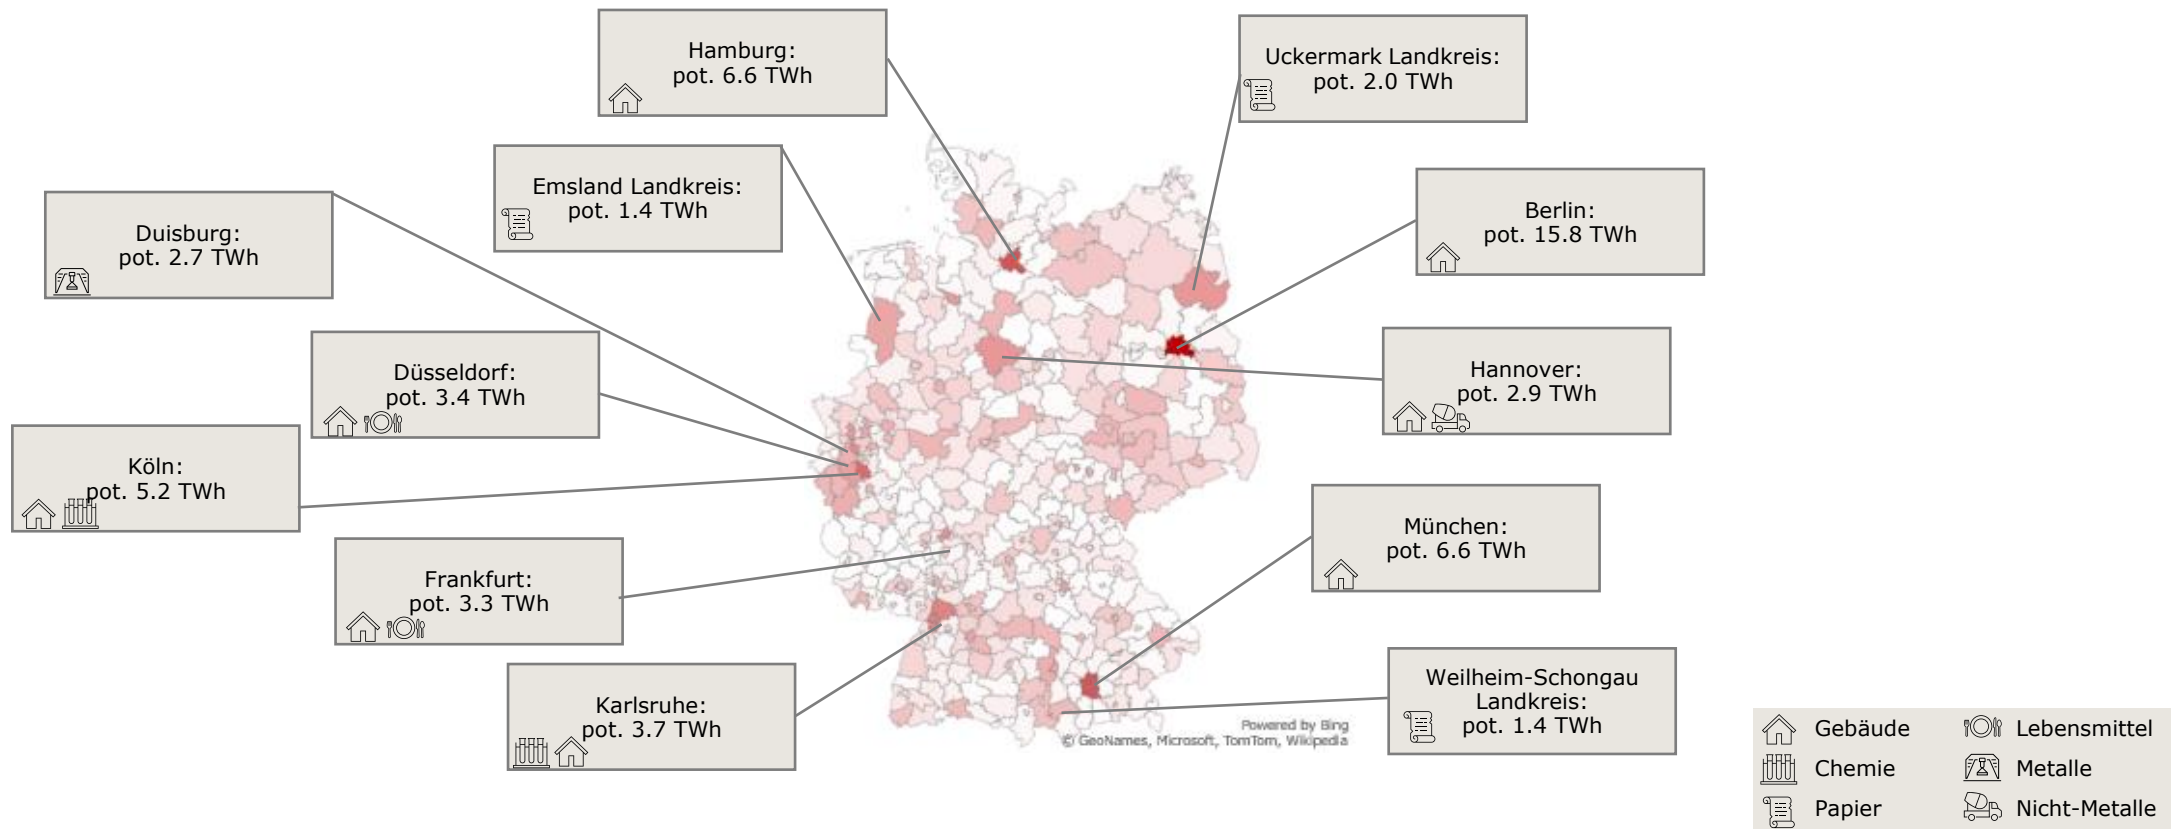 Hamburg:
pot. 6.6 TWh
Uckermark Landkreis:
pot. 2.0 TWh
Emsland Landkreis:
pot. 1.4 TWh
Berlin:
pot. 15.8 TWh
Duisburg:
pot. 2.7 TWh
Düsseldorf:
pot. 3.4 TWh
Hannover:
pot. 2.9 TWh
Köln:
pot. 5.2 TWh
München:
pot. 6.6 TWh
Frankfurt:
pot. 3.3 TWh
Karlsruhe:
pot. 3.7 TWh
Weilheim-Schongau
Landkreis:
pot. 1.4 TWh
Powered by Bing
© GeoNames, Microsoft, TomTom, Wikipedia
Gebäude
Lebensmittel
Chemie
Metalle
Papier
Nicht-Metalle